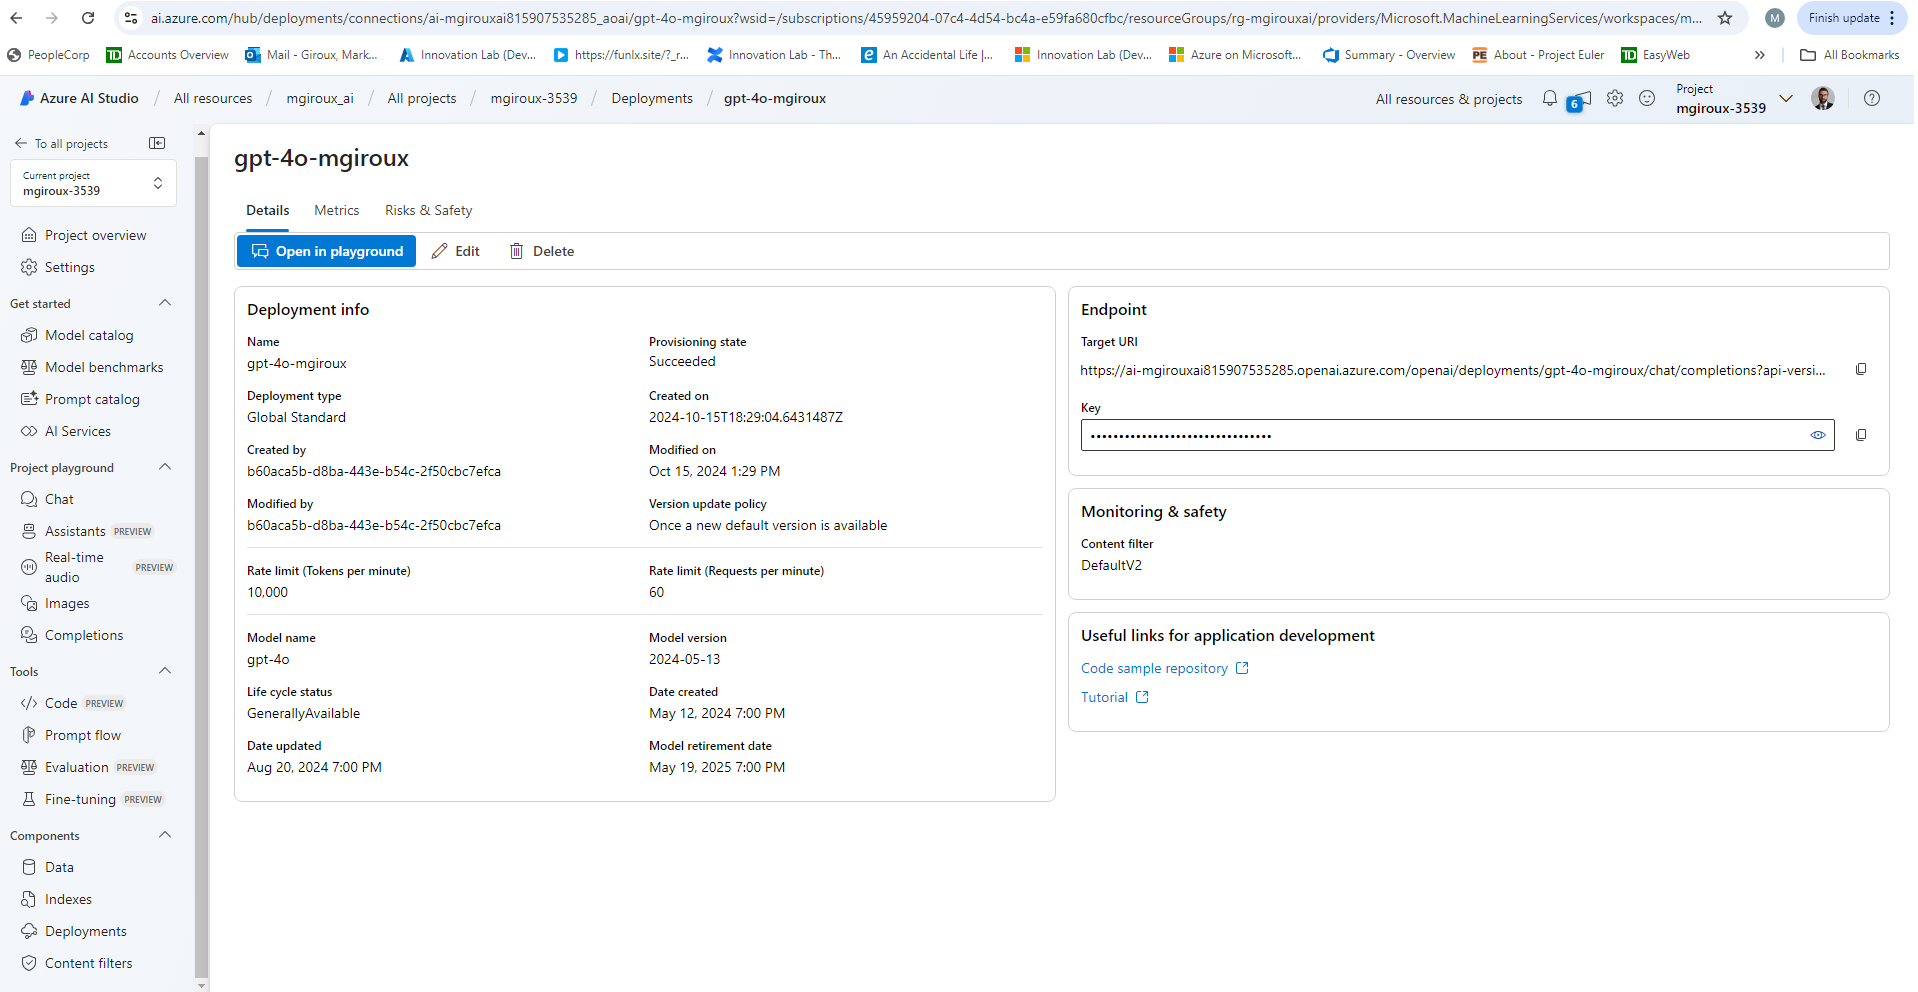 ai.azure.com/hub/deployments/connections/ai-mgirouxai815907535285_aoai/gpt-4o-mgiroux?wsid=/subscriptions/45959204-07c4-4d54-bc4a-e59fa680cfbc/resourceGroups/rg-mgirouxai/providers/Microsoft.MachineLearningServices/workspaces/m...
M
Finish update
PeopleCorp
TD
Accounts Overview
Mail - Giroux, Mark...
Innovation Lab (Dev...
https://funlx.site/?_r...
Innovation Lab - Th...
An Accidental Life |...
Innovation Lab (Dev...
Azure on Microsoft...
Summary - Overview
PE
About - Project Euler
TD
EasyWeb
All Bookmarks
Azure AI Studio / All resources / mgiroux_ai / All projects / mgiroux-3539 / Deployments / gpt-4o-mgiroux
All resources & projects
6
Project
mgiroux-3539
To all projects
Current project
mgiroux-3539
Project overview
Settings
Get started
Model catalog
Model benchmarks
Prompt catalog
AI Services
Project playground
Chat
Assistants PREVIEW
Real-time audio PREVIEW
Images
Completions
Tools
Code PREVIEW
Prompt flow
Evaluation PREVIEW
Fine-tuning PREVIEW
Components
Data
Indexes
Deployments
Content filters
gpt-4o-mgiroux
Details
Metrics
Risks & Safety
Open in playground
Edit
Delete
Deployment info
Name
gpt-4o-mgiroux
Provisioning state
Succeeded
Deployment type
Global Standard
Created on
2024-10-15T18:29:04.6431487Z
Created by
b60aca5b-d8ba-443e-b54c-2f50cbc7efca
Modified on
Oct 15, 2024 1:29 PM
Modified by
b60aca5b-d8ba-443e-b54c-2f50cbc7efca
Version update policy
Once a new default version is available
Rate limit (Tokens per minute)
10,000
Rate limit (Requests per minute)
60
Model name
gpt-4o
Model version
2024-05-13
Life cycle status
GenerallyAvailable
Date created
May 12, 2024 7:00 PM
Date updated
Aug 20, 2024 7:00 PM
Model retirement date
May 19, 2025 7:00 PM
Endpoint
Target URI
https://ai-mgirouxai815907535285.openai.azure.com/openai/deployments/gpt-4o-mgiroux/chat/completions?api-versi...
Key
••••••••••••••••••••••••••••••••
Monitoring & safety
Content filter
DefaultV2
Useful links for application development
Code sample repository
Tutorial